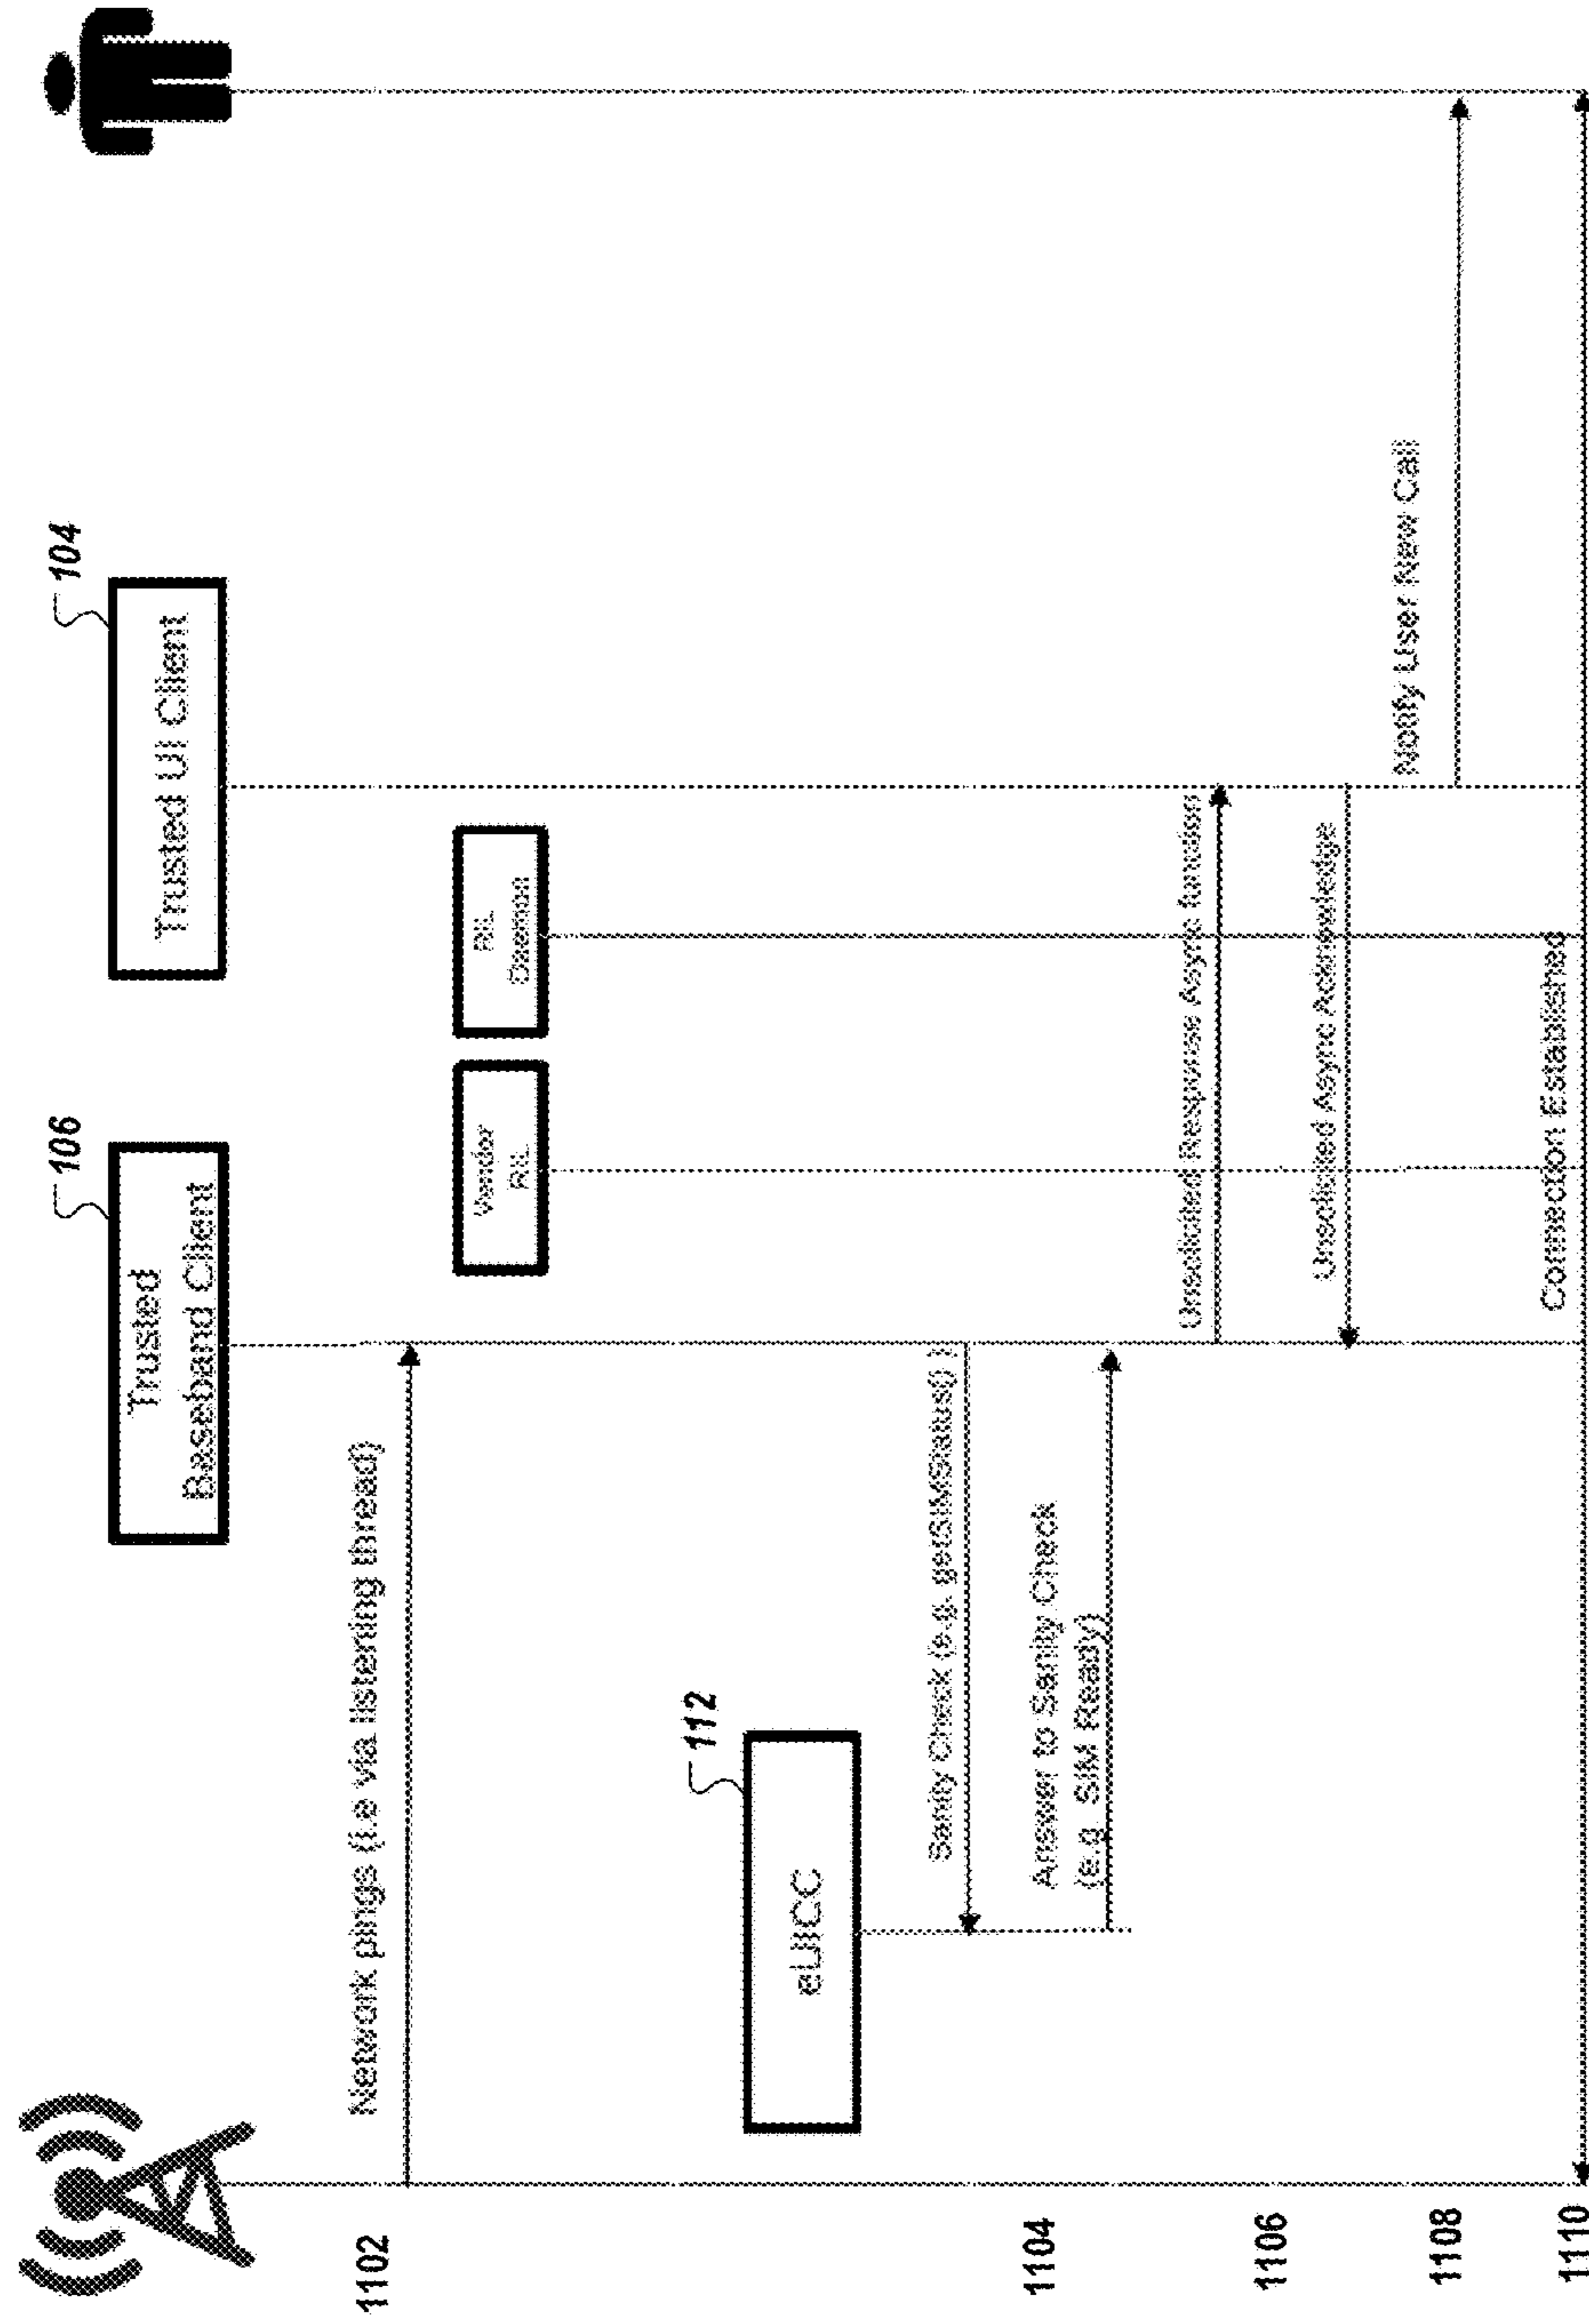 106
104
Trusted
Baseband Client
Trusted UI Client
1102
Network pings (i.e via listening thread)
Vendor
RIL
RIL
Daemon
112
eUICC
Sanity Check (e.g. getSIMStatus() )
1104
Answer to Sanity Check
(e.g. SIM Ready)
Unsolicited Response Async function
1106
Unsolicited Async Acknowledge
Notify User New Call
1108
Connection Established
1110